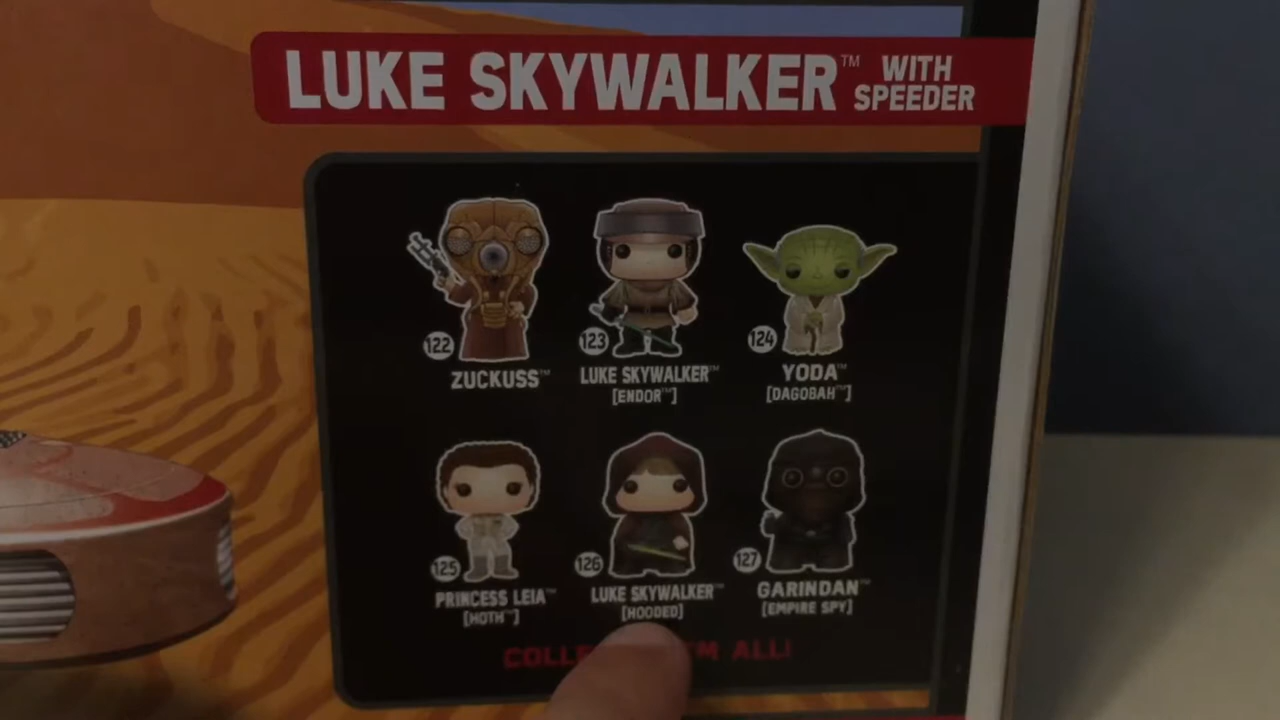 LUKE SKYWALKER™ WITH SPEEDER
122 123 124
ZUCKUSS™ LUKE SKYWALKER™ YODA™
[ENDOR™] [DAGOBAH™]
125 126 127
PRINCESS LEIA™ LUKE SKYWALKER™ GARINDAN™
[HOTH™] [HOODED] [EMPIRE SPY]
ALL!